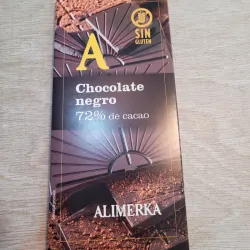 SIN
GLUTEN
A
Chocolate
negro
72% de cacao
ALIMERKA